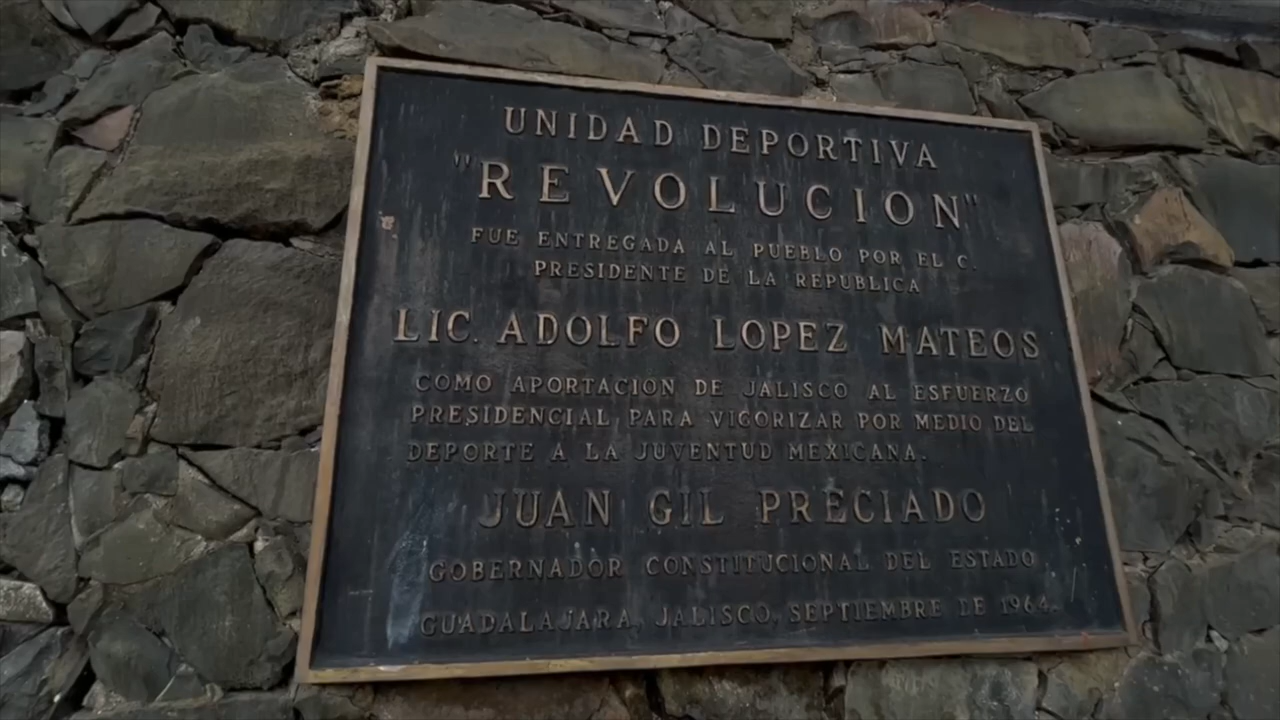 UNIDAD DEPORTIVA
"REVOLUCION"
FUE ENTREGADA AL PUEBLO POR EL C.
PRESIDENTE DE LA REPUBLICA
LIC. ADOLFO LOPEZ MATEOS
COMO APORTACION DE JALISCO AL ESFUERZO
PRESIDENCIAL PARA VIGORIZAR POR MEDIO DEL
DEPORTE A LA JUVENTUD MEXICANA.
JUAN GIL PRECIADO
GOBERNADOR CONSTITUCIONAL DEL ESTADO
GUADALAJARA, JALISCO, SEPTIEMBRE DE 1964.